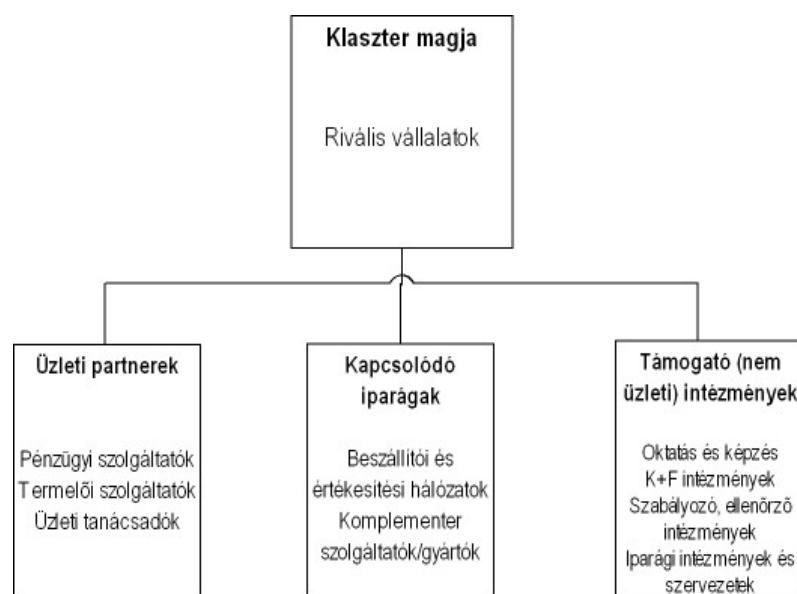 Klaszter magja
Rivális vállalatok
Üzleti partnerek
Pénzügyi szolgáltatók
Termelői szolgáltatók
Üzleti tanácsadók
Kapcsolódó
iparágak
Beszállítói és
értékesítési hálózatok
Komplementer
szolgáltatók/gyártók
Támogató (nem
üzleti) intézmények
Oktatás és képzés
K+F intézmények
Szabályozó, ellenőrző
intézmények
Iparági intézmények és
szervezetek